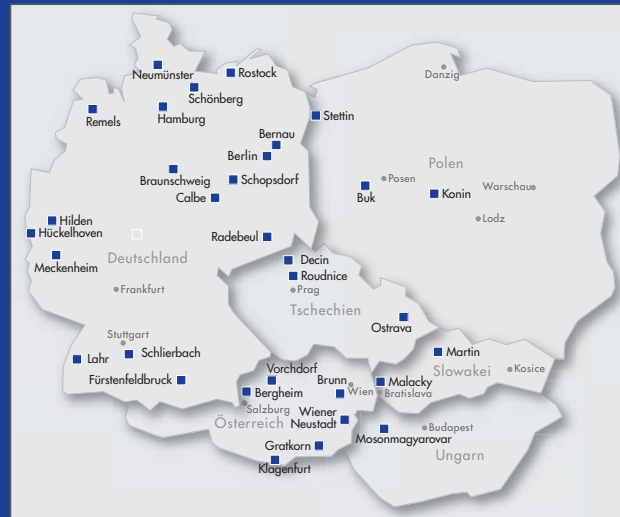 Neumünster
Rostock
Danzig
Schönberg
Remels
Hamburg
Stettin
Bernau
Berlin
Polen
Braunschweig
Schopsdorf
Posen
Warschau
Calbe
Buk
Konin
Lodz
Hilden
Hückelhoven
Radebeul
Meckenheim
Deutschland
Decin
Roudnice
Frankfurt
Prag
Tschechien
Ostrava
Stuttgart
Schlierbach
Lahr
Martin
Slowakei
Kosice
Fürstenfeldbruck
Vorchdorf
Brunn
Malacky
Bergheim
Wien
Bratislava
Salzburg
Wiener
Neustadt
Österreich
Budapest
Mosonmagyarovar
Gratkorn
Ungarn
Klagenfurt